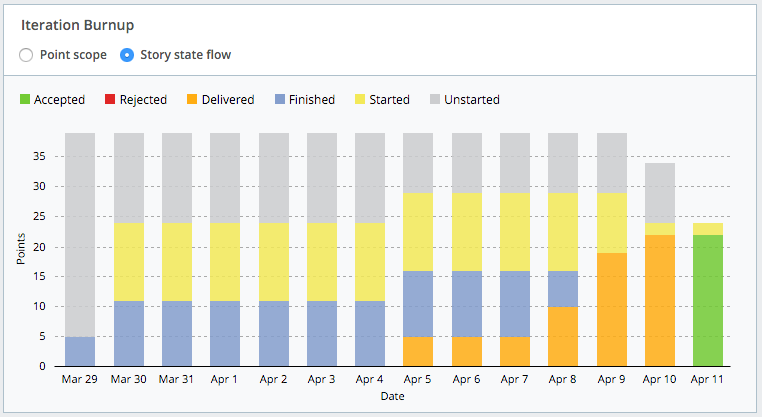 Iteration Burnup
Point scope Story state flow
Accepted Rejected Delivered Finished Started Unstarted
35
30
25
20
15
10
5
0
Points
Mar 29 Mar 30 Mar 31 Apr 1 Apr 2 Apr 3 Apr 4 Apr 5 Apr 6 Apr 7 Apr 8 Apr 9 Apr 10 Apr 11
Date